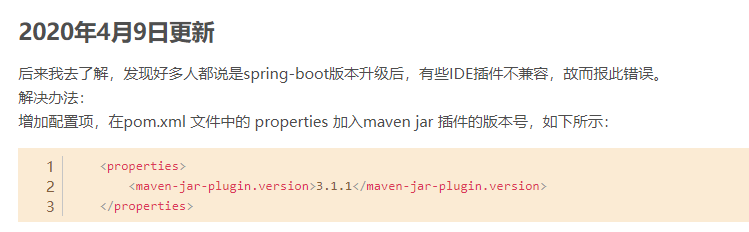 2020年4月9日更新
后来我去了解，发现好多人都说是spring-boot版本升级后，有些IDE插件不兼容，故而报此错误。
解决办法：
增加配置项，在pom.xml 文件中的 properties 加入maven jar 插件的版本号，如下所示：
1 <properties>
2 <maven-jar-plugin.version>3.1.1</maven-jar-plugin.version>
3 </properties>